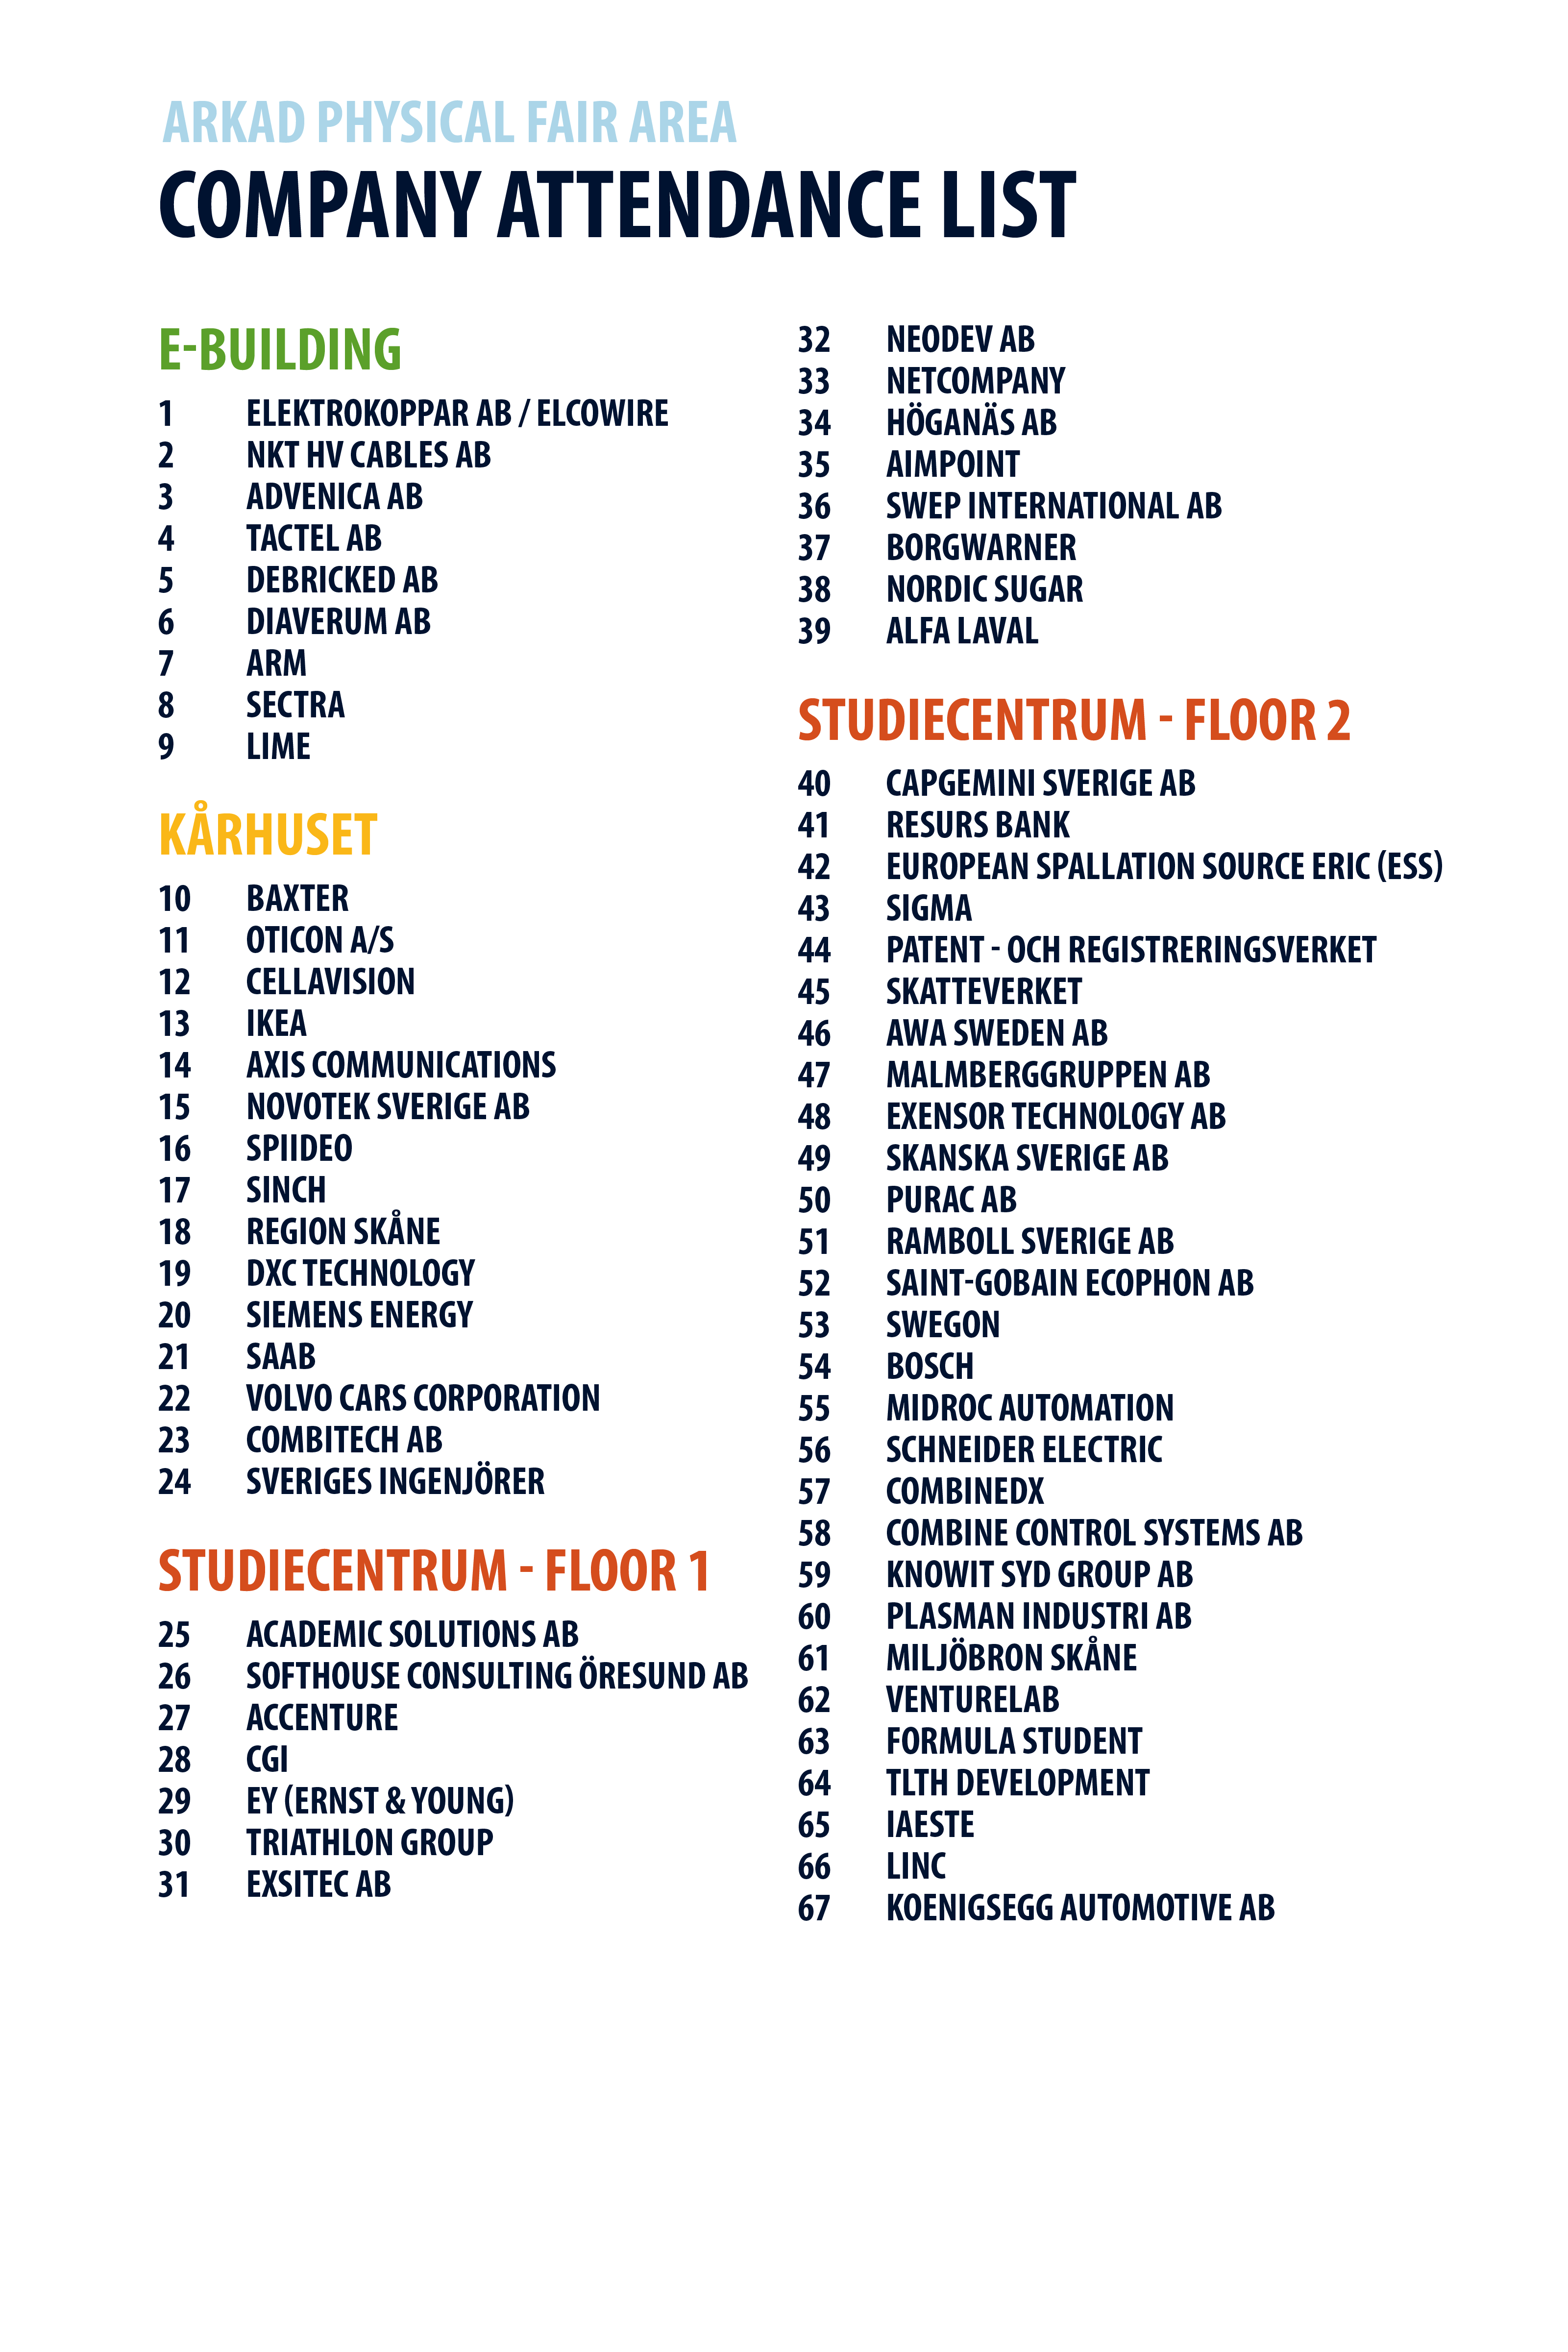 ARKAD PHYSICAL FAIR AREA
COMPANY ATTENDANCE LIST
E-BUILDING
1 ELEKTROKOPPAR AB / ELCOWIRE
2 NKT HV CABLES AB
3 ADVENICA AB
4 TACTEL AB
5 DEBRICKED AB
6 DIAVERUM AB
7 ARM
8 SECTRA
9 LIME
KÅRHUSET
10 BAXTER
11 OTICON A/S
12 CELLAVISION
13 IKEA
14 AXIS COMMUNICATIONS
15 NOVOTEK SVERIGE AB
16 SPIIDEO
17 SINCH
18 REGION SKÅNE
19 DXC TECHNOLOGY
20 SIEMENS ENERGY
21 SAAB
22 VOLVO CARS CORPORATION
23 COMBITECH AB
24 SVERIGES INGENJÖRER
STUDIECENTRUM - FLOOR 1
25 ACADEMIC SOLUTIONS AB
26 SOFTHOUSE CONSULTING ÖRESUND AB
27 ACCENTURE
28 CGI
29 EY (ERNST & YOUNG)
30 TRIATHLON GROUP
31 EXSITEC AB
32 NEODEV AB
33 NETCOMPANY
34 HÖGANÄS AB
35 AIMPOINT
36 SWEP INTERNATIONAL AB
37 BORGWARNER
38 NORDIC SUGAR
39 ALFA LAVAL
STUDIECENTRUM - FLOOR 2
40 CAPGEMINI SVERIGE AB
41 RESURS BANK
42 EUROPEAN SPALLATION SOURCE ERIC (ESS)
43 SIGMA
44 PATENT - OCH REGISTRERINGSVERKET
45 SKATTEVERKET
46 AWA SWEDEN AB
47 MALMBERGGRUPPEN AB
48 EXENSOR TECHNOLOGY AB
49 SKANSKA SVERIGE AB
50 PURAC AB
51 RAMBOLL SVERIGE AB
52 SAINT-GOBAIN ECOPHON AB
53 SWEGON
54 BOSCH
55 MIDROC AUTOMATION
56 SCHNEIDER ELECTRIC
57 COMBINEDX
58 COMBINE CONTROL SYSTEMS AB
59 KNOWIT SYD GROUP AB
60 PLASMAN INDUSTRI AB
61 MILJÖBRON SKÅNE
62 VENTURELAB
63 FORMULA STUDENT
64 TLTH DEVELOPMENT
65 IAESTE
66 LINC
67 KOENIGSEGG AUTOMOTIVE AB